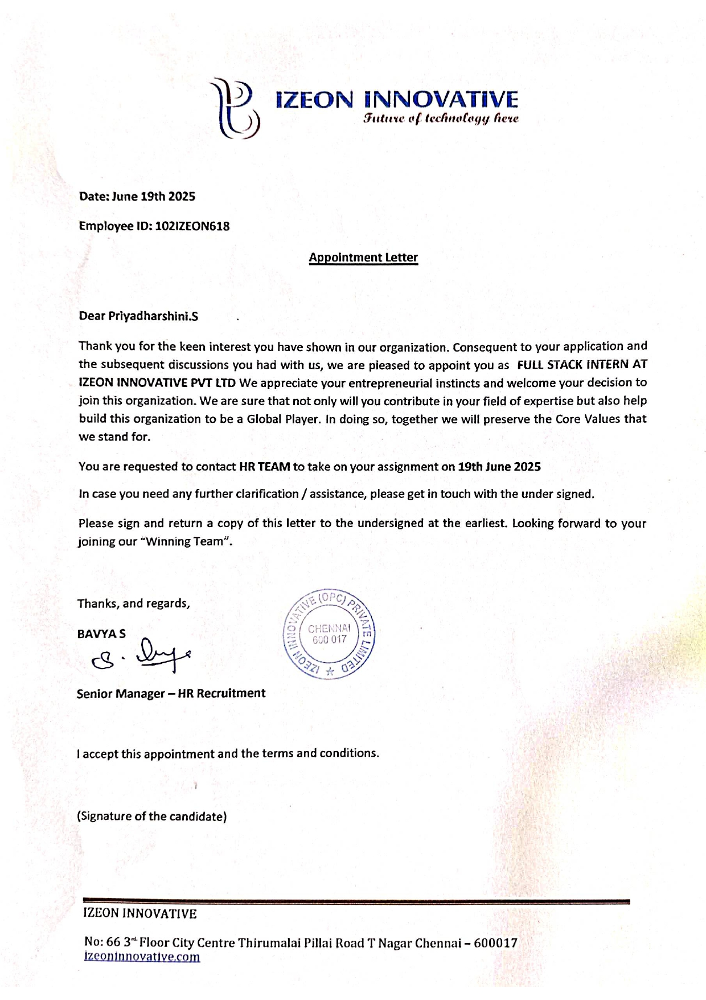 IZEON INNOVATIVE
Future of technology here
Date: June 19th 2025
Employee ID: 102IZEON618
Appointment Letter
Dear Priyadharshini.S
Thank you for the keen interest you have shown in our organization. Consequent to your application and
the subsequent discussions you had with us, we are pleased to appoint you as FULL STACK INTERN AT
IZEON INNOVATIVE PVT LTD We appreciate your entrepreneurial instincts and welcome your decision to
join this organization. We are sure that not only will you contribute in your field of expertise but also help
build this organization to be a Global Player. In doing so, together we will preserve the Core Values that
we stand for.
You are requested to contact HR TEAM to take on your assignment on 19th June 2025
In case you need any further clarification / assistance, please get in touch with the under signed.
Please sign and return a copy of this letter to the undersigned at the earliest. Looking forward to your
joining our “Winning Team”.
Thanks, and regards,
BAVYA S
IZEON INNOVATIVE (OPC) PRIVATE LIMITED
CHENNAI
600 017
Senior Manager – HR Recruitment
I accept this appointment and the terms and conditions.
(Signature of the candidate)
IZEON INNOVATIVE
No: 66 3rd Floor City Centre Thirumalai Pillai Road T Nagar Chennai – 600017
izeoninnovative.com